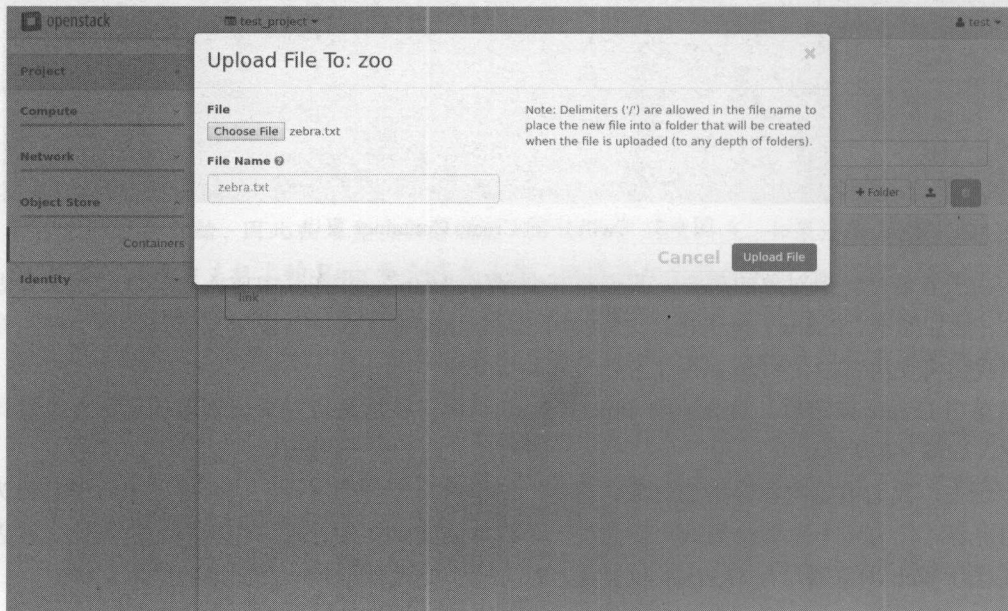 openstack
test_project
test
Project
Compute
Network
Object Store
Containers
Identity
Upload File To: zoo
×
File
Choose File zebra.txt
File Name
zebra.txt
Note: Delimiters ('/') are allowed in the file name to
place the new file into a folder that will be created
when the file is uploaded (to any depth of folders).
Cancel
Upload File
+ Folder
link